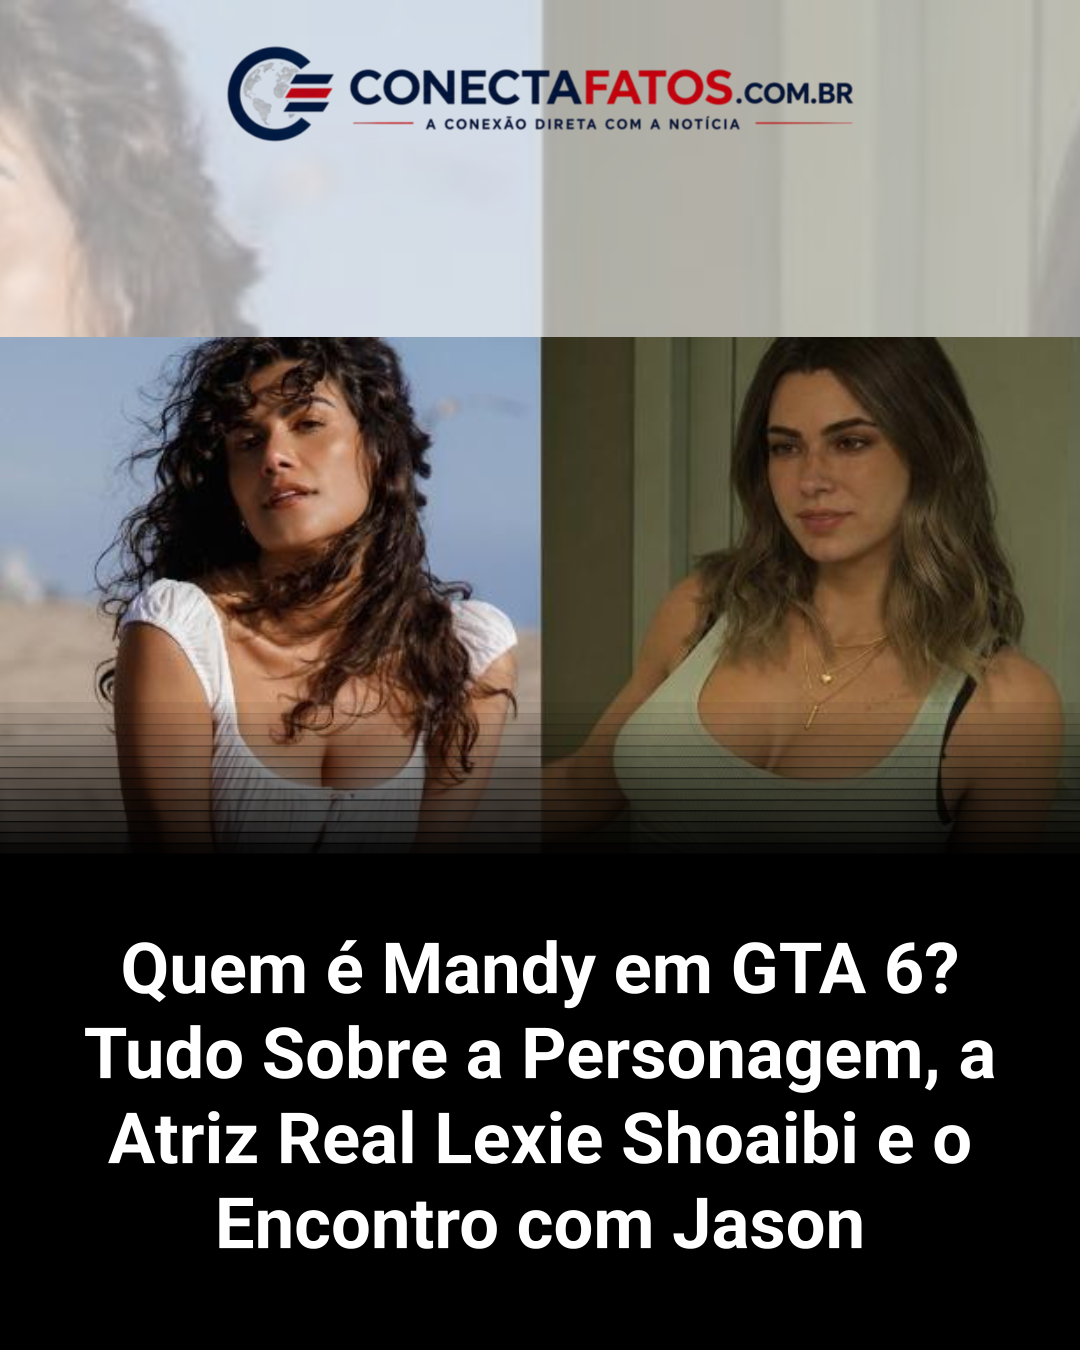 CONECTAFATOS.COM.BR
A CONEXÃO DIRETA COM A NOTÍCIA
Quem é Mandy em GTA 6?
Tudo Sobre a Personagem, a
Atriz Real Lexie Shoaibi e o
Encontro com Jason